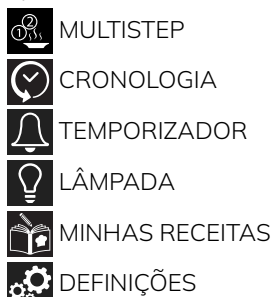 MULTISTEP
CRONOLOGIA
TEMPORIZADOR
LÂMPADA
MINHAS RECEITAS
DEFINIÇÕES